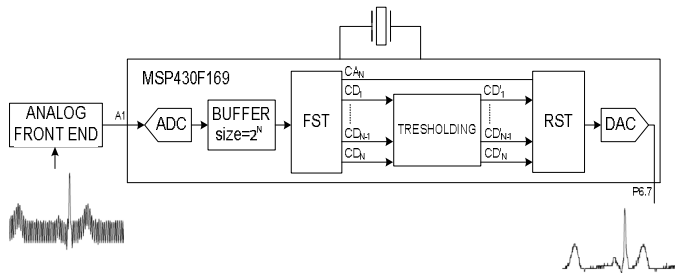 MSP430F169
ANALOG
FRONT END
A1
ADC
BUFFER
size=2^N
FST
CA_N
CD_1
CD_N-1
CD_N
TRESHOLDING
CD'_1
CD'_N-1
CD'_N
RST
DAC
P6.7